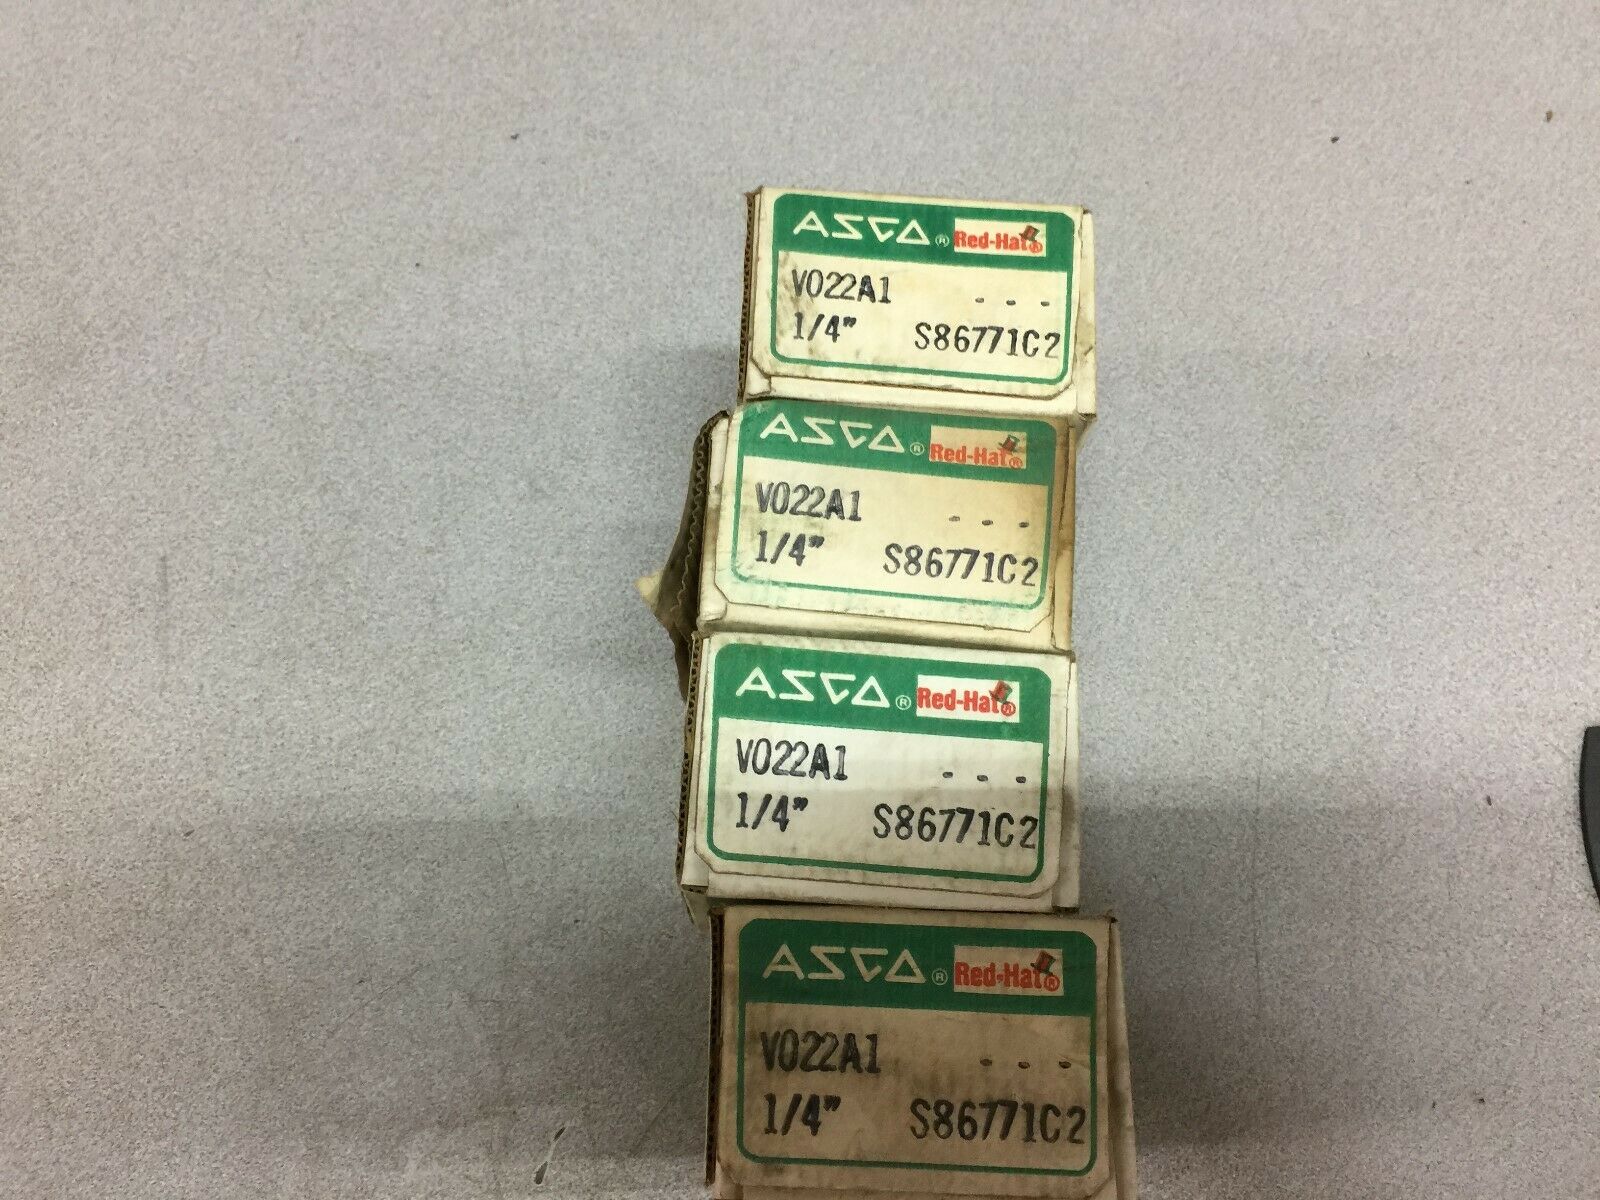 ASCO® Red-Hat®
V022A1 - - -
1/4" S86771C2
ASCO® Red-Hat®
V022A1 - - -
1/4" S86771C2
ASCO® Red-Hat®
V022A1 - - -
1/4" S86771C2
ASCO® Red-Hat®
V022A1 - - -
1/4" S86771C2